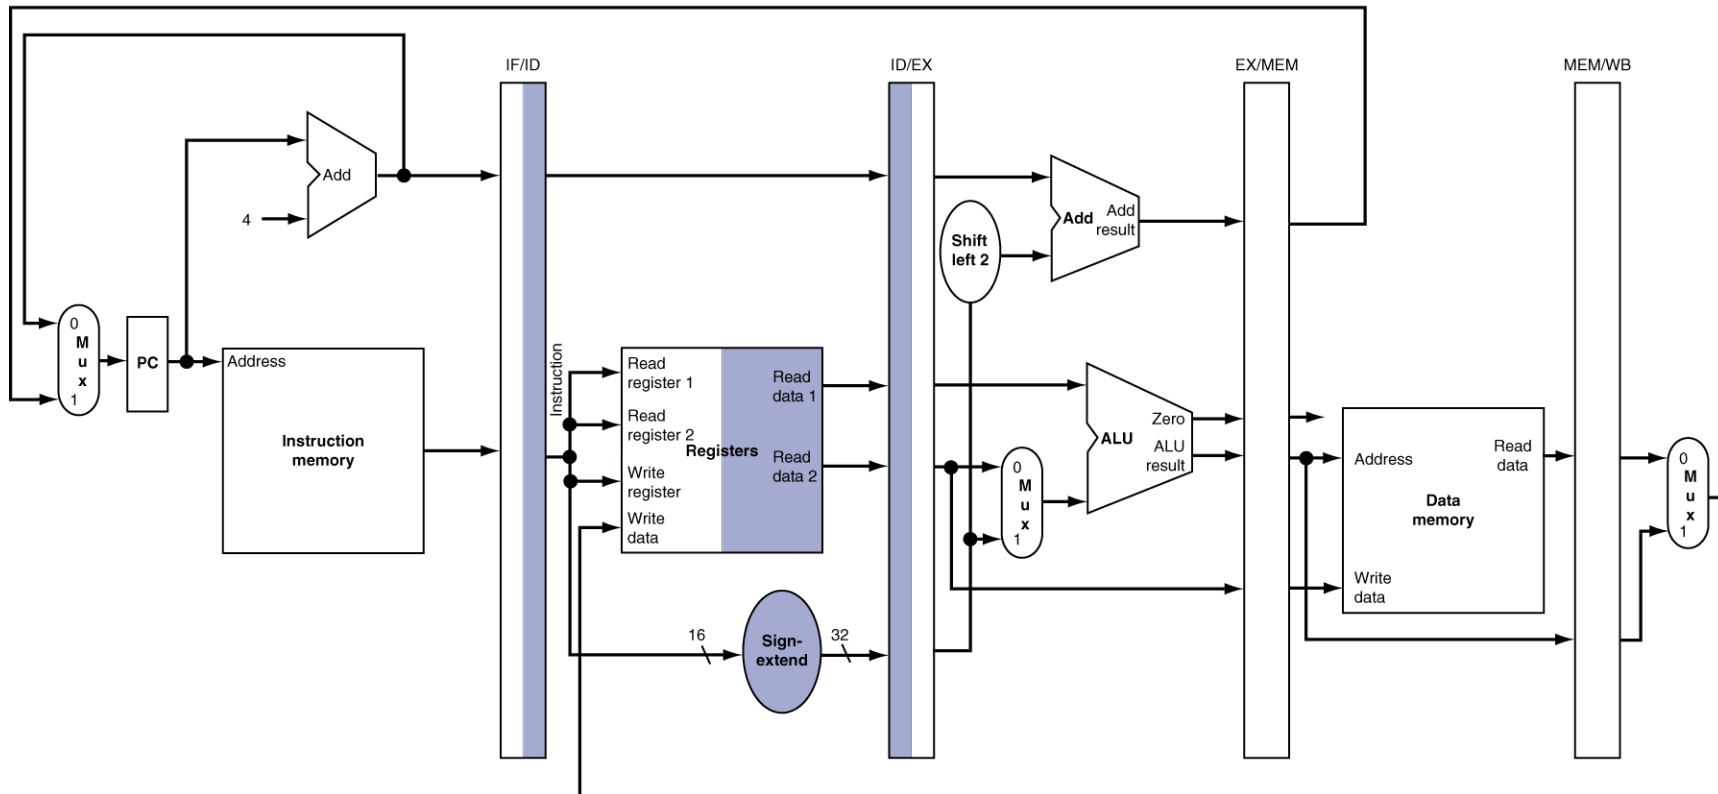 IF/ID
ID/EX
EX/MEM
MEM/WB
Add
4
Add
Add
result
Shift
left 2
0
M
u
x
1
PC
Address
Instruction
memory
Instruction
Read
register 1
Read
register 2
Write
register
Write
data
Registers
Read
data 1
Read
data 2
16
Sign-
extend
32
0
M
u
x
1
ALU
Zero
ALU
result
Address
Read
data
Data
memory
Write
data
0
M
u
x
1